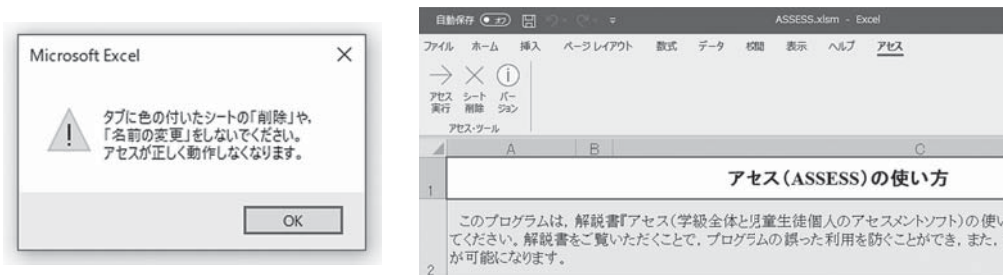 Microsoft Excel
タブに色の付いたシートの「削除」や、
「名前の変更」をしないでください。
アセスが正しく動作しなくなります。
OK
自動保存 オフ ASSESS.xlsm - Excel
ファイル ホーム 挿入 ページ レイアウト 数式 データ 校閲 表示 ヘルプ アセス
アセス実行 シート削除 バージョン
アセス・ツール
A B C
1 アセス(ASSESS)の使い方
このプログラムは，解説書『アセス(学級全体と児童生徒個人のアセスメントソフト)の使い
てください。解説書をご覧いただくことで，プログラムの誤った利用を防ぐことができ，また，
2 が可能になります。